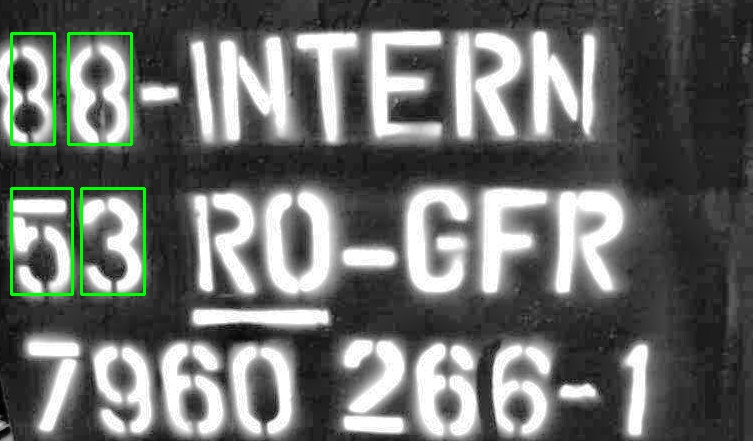 88-INTERN
53 RO-GFR
7960 266-1